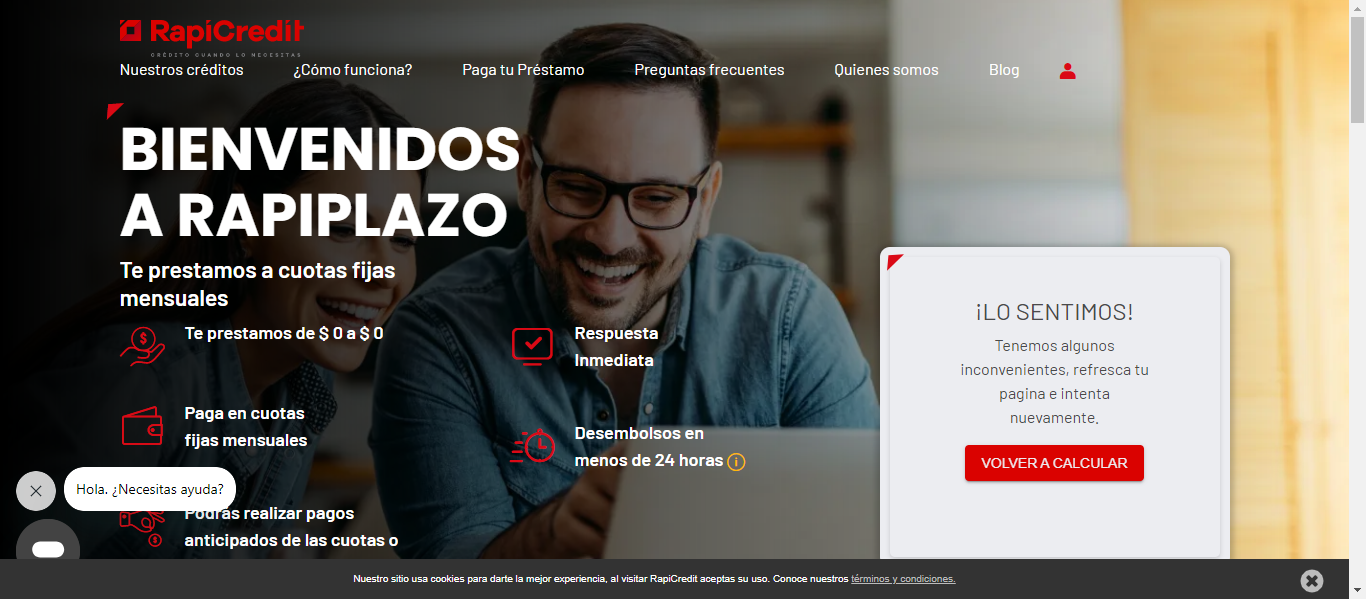 RapiCredit
CRÉDITO CUANDO LO NECESITAS
Nuestros créditos
¿Cómo funciona?
Paga tu Préstamo
Preguntas frecuentes
Quienes somos
Blog
BIENVENIDOS
A RAPIPLAZO
Te prestamos a cuotas fijas
mensuales
Te prestamos de $ 0 a $ 0
Respuesta
Inmediata
Paga en cuotas
fijas mensuales
Desembolsos en
menos de 24 horas
Podrás realizar pagos
anticipados de las cuotas o
¡LO SENTIMOS!
Tenemos algunos
inconvenientes, refresca tu
pagina e intenta
nuevamente.
VOLVER A CALCULAR
Hola. ¿Necesitas ayuda?
Nuestro sitio usa cookies para darte la mejor experiencia, al visitar RapiCredit aceptas su uso. Conoce nuestros términos y condiciones.